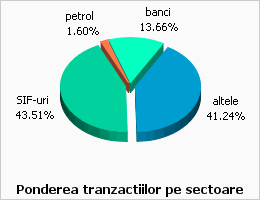 petrol
1.60%
banci
13.66%
SIF-uri
43.51%
altele
41.24%
Ponderea tranzactiilor pe sectoare